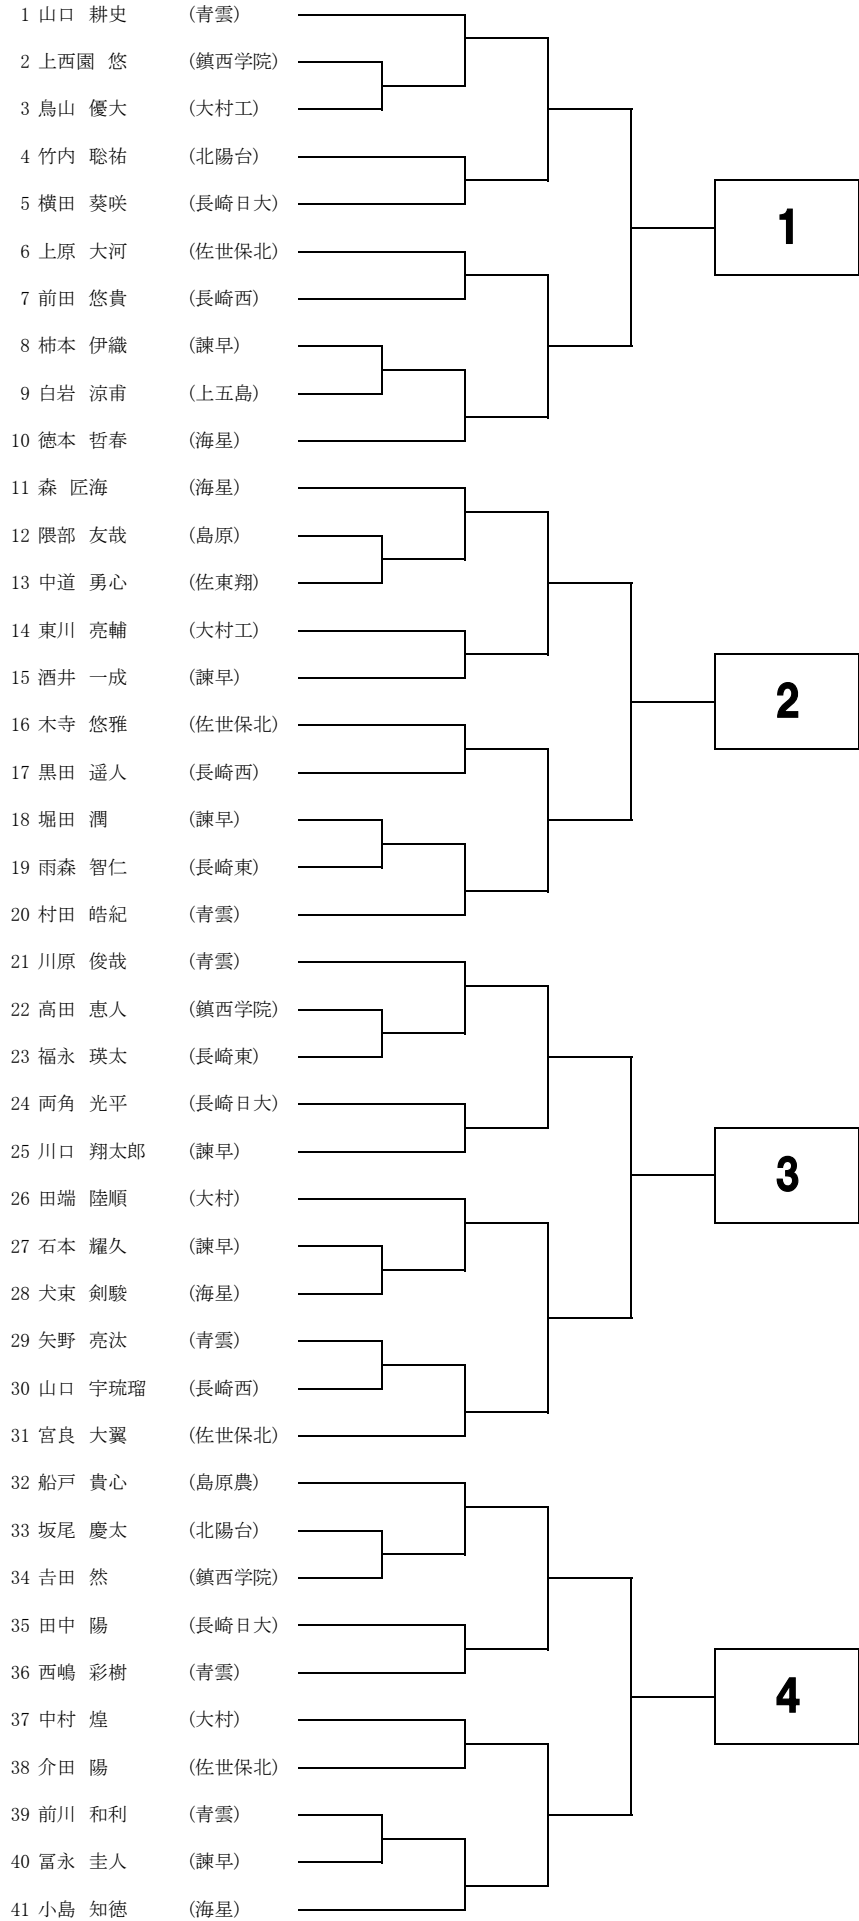 1 山口 耕史 (青雲)
2 上西園 悠 (鎮西学院)
3 鳥山 優大 (大村工)
4 竹内 聡祐 (北陽台)
5 横田 葵咲 (長崎日大)
1
6 上原 大河 (佐世保北)
7 前田 悠貴 (長崎西)
8 柿本 伊織 (諫早)
9 白岩 涼甫 (上五島)
10 徳本 哲春 (海星)
11 森 匠海 (海星)
12 隈部 友哉 (島原)
13 中道 勇心 (佐東翔)
14 東川 亮輔 (大村工)
15 酒井 一成 (諫早)
2
16 木寺 悠雅 (佐世保北)
17 黒田 遥人 (長崎西)
18 堀田 潤 (諫早)
19 雨森 智仁 (長崎東)
20 村田 皓紀 (青雲)
21 川原 俊哉 (青雲)
22 高田 恵人 (鎮西学院)
23 福永 瑛太 (長崎東)
24 両角 光平 (長崎日大)
25 川口 翔太郎 (諫早)
3
26 田端 陸順 (大村)
27 石本 耀久 (諫早)
28 犬束 剣駿 (海星)
29 矢野 亮汰 (青雲)
30 山口 宇琉瑠 (長崎西)
31 宮良 大翼 (佐世保北)
32 船戸 貴心 (島原農)
33 坂尾 慶太 (北陽台)
34 𠮷田 然 (鎮西学院)
35 田中 陽 (長崎日大)
36 西嶋 彩樹 (青雲)
4
37 中村 煌 (大村)
38 介田 陽 (佐世保北)
39 前川 和利 (青雲)
40 冨永 圭人 (諫早)
41 小島 知徳 (海星)